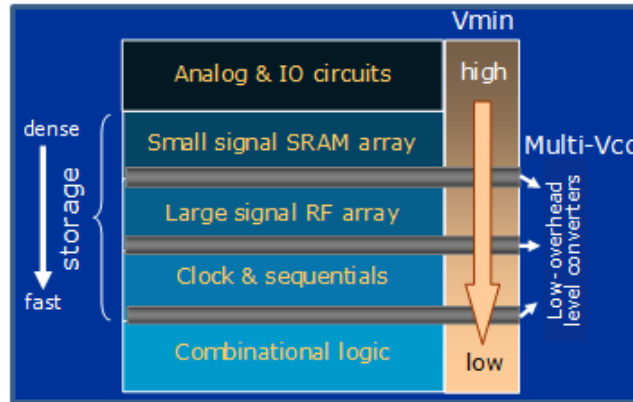 Vmin
Analog & IO circuits
high
dense
Small signal SRAM array
Multi-Vcc
storage
Large signal RF array
Low-overhead
level converters
Clock & sequentials
fast
Combinational logic
low